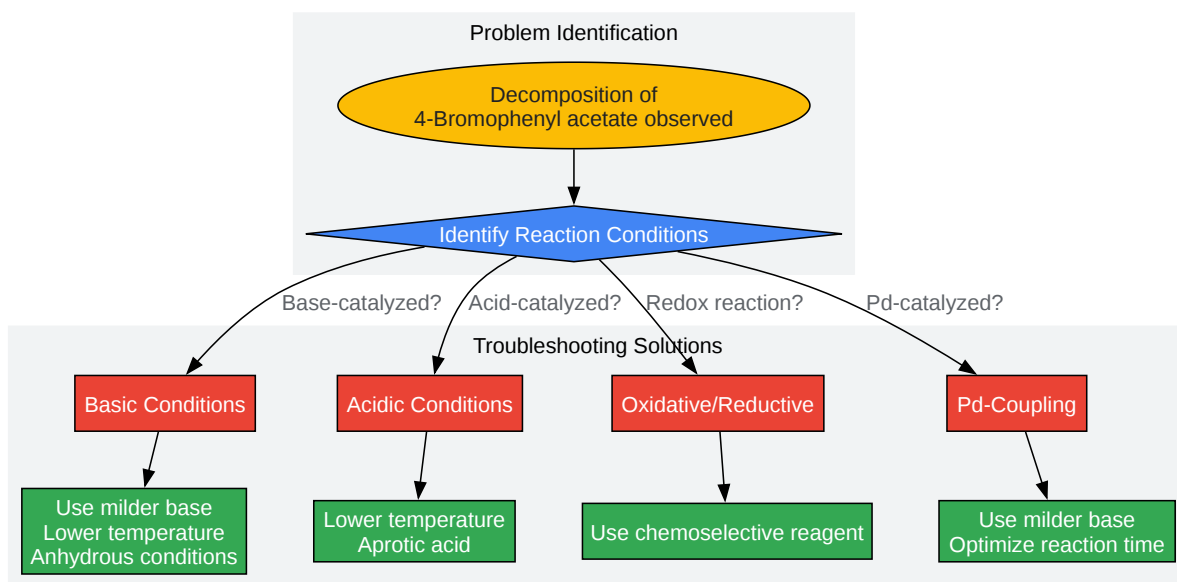 Problem Identification
Decomposition of
4-Bromophenyl acetate observed
Identify Reaction Conditions
Base-catalyzed?
Acid-catalyzed?
Redox reaction?
Pd-catalyzed?
Troubleshooting Solutions
Basic Conditions
Acidic Conditions
Oxidative/Reductive
Pd-Coupling
Use milder base
Lower temperature
Anhydrous conditions
Lower temperature
Aprotic acid
Use chemoselective reagent
Use milder base
Optimize reaction time